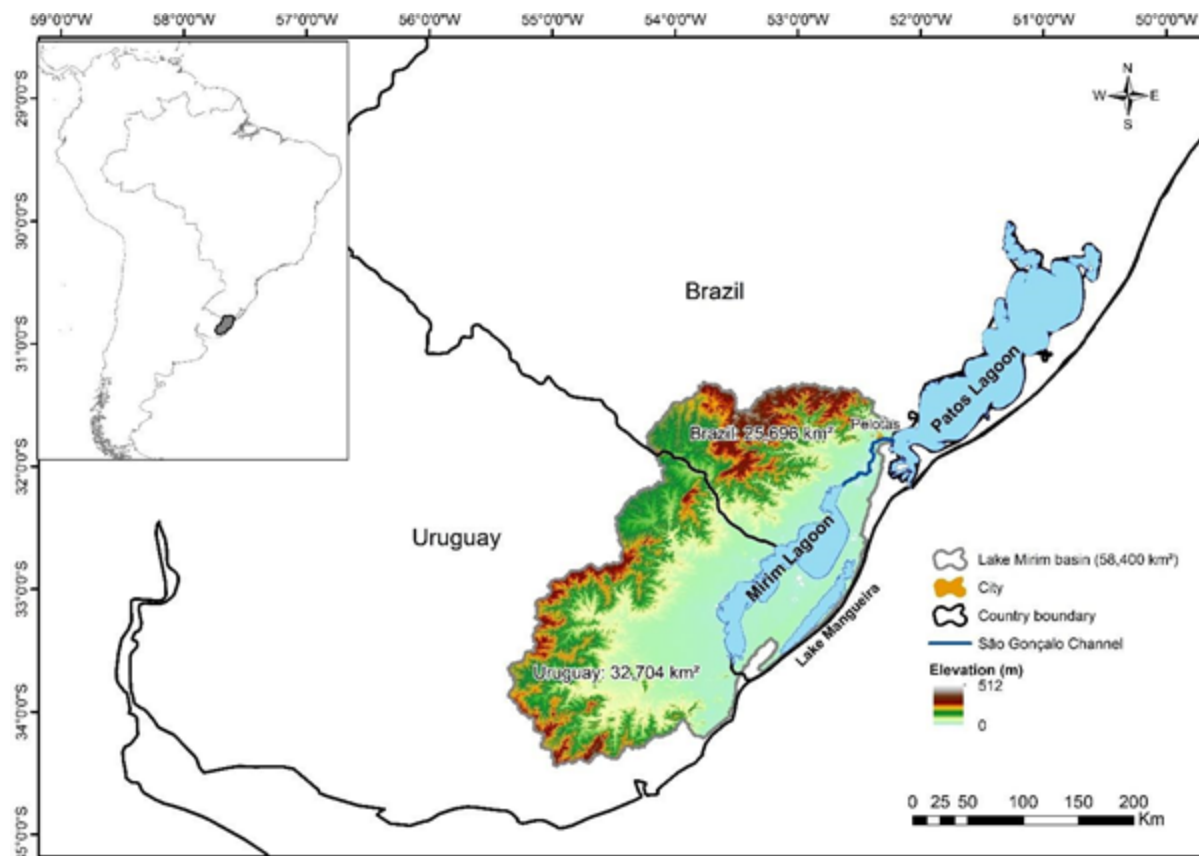 59°0'0"W 58°0'0"W 57°0'0"W 56°0'0"W 55°0'0"W 54°0'0"W 53°0'0"W 52°0'0"W 51°0'0"W 50°0'0"W
29°0'0"S
30°0'0"S
31°0'0"S
32°0'0"S
33°0'0"S
34°0'0"S
35°0'0"S
N
W E
S
Brazil
Patos Lagoon
Pelotas
Brazil: 25,696 km²
Uruguay
Mirim Lagoon
Lake Mangueira
Uruguay: 32,704 km²
Lake Mirim basin (58,400 km²)
City
Country boundary
São Gonçalo Channel
Elevation (m)
512
0
0 25 50 100 150 200
Km